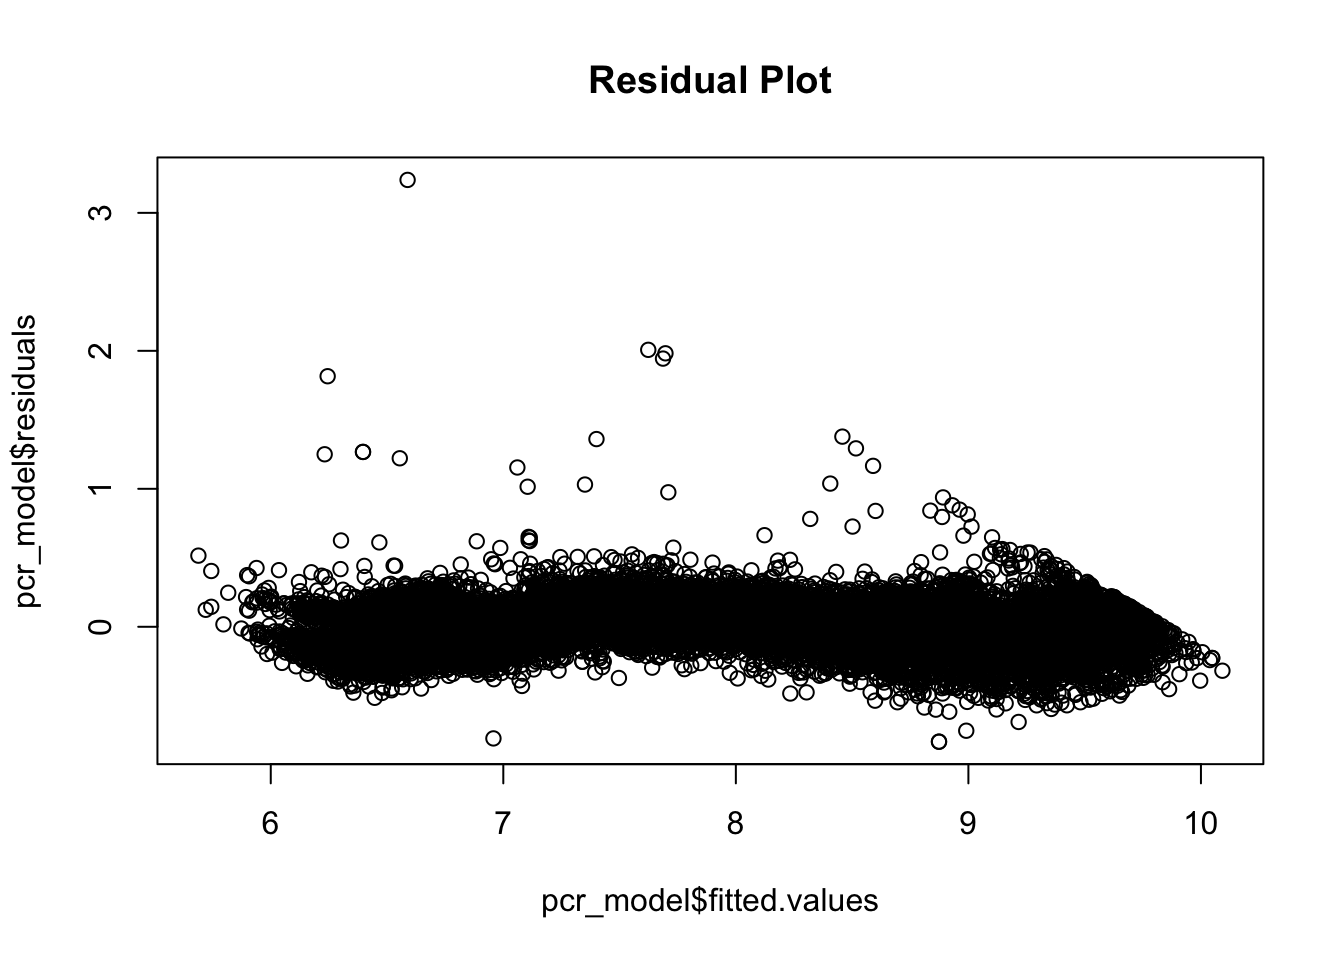 Residual Plot
pcr_model$residuals
3
2
1
0
6 7 8 9 10
pcr_model$fitted.values